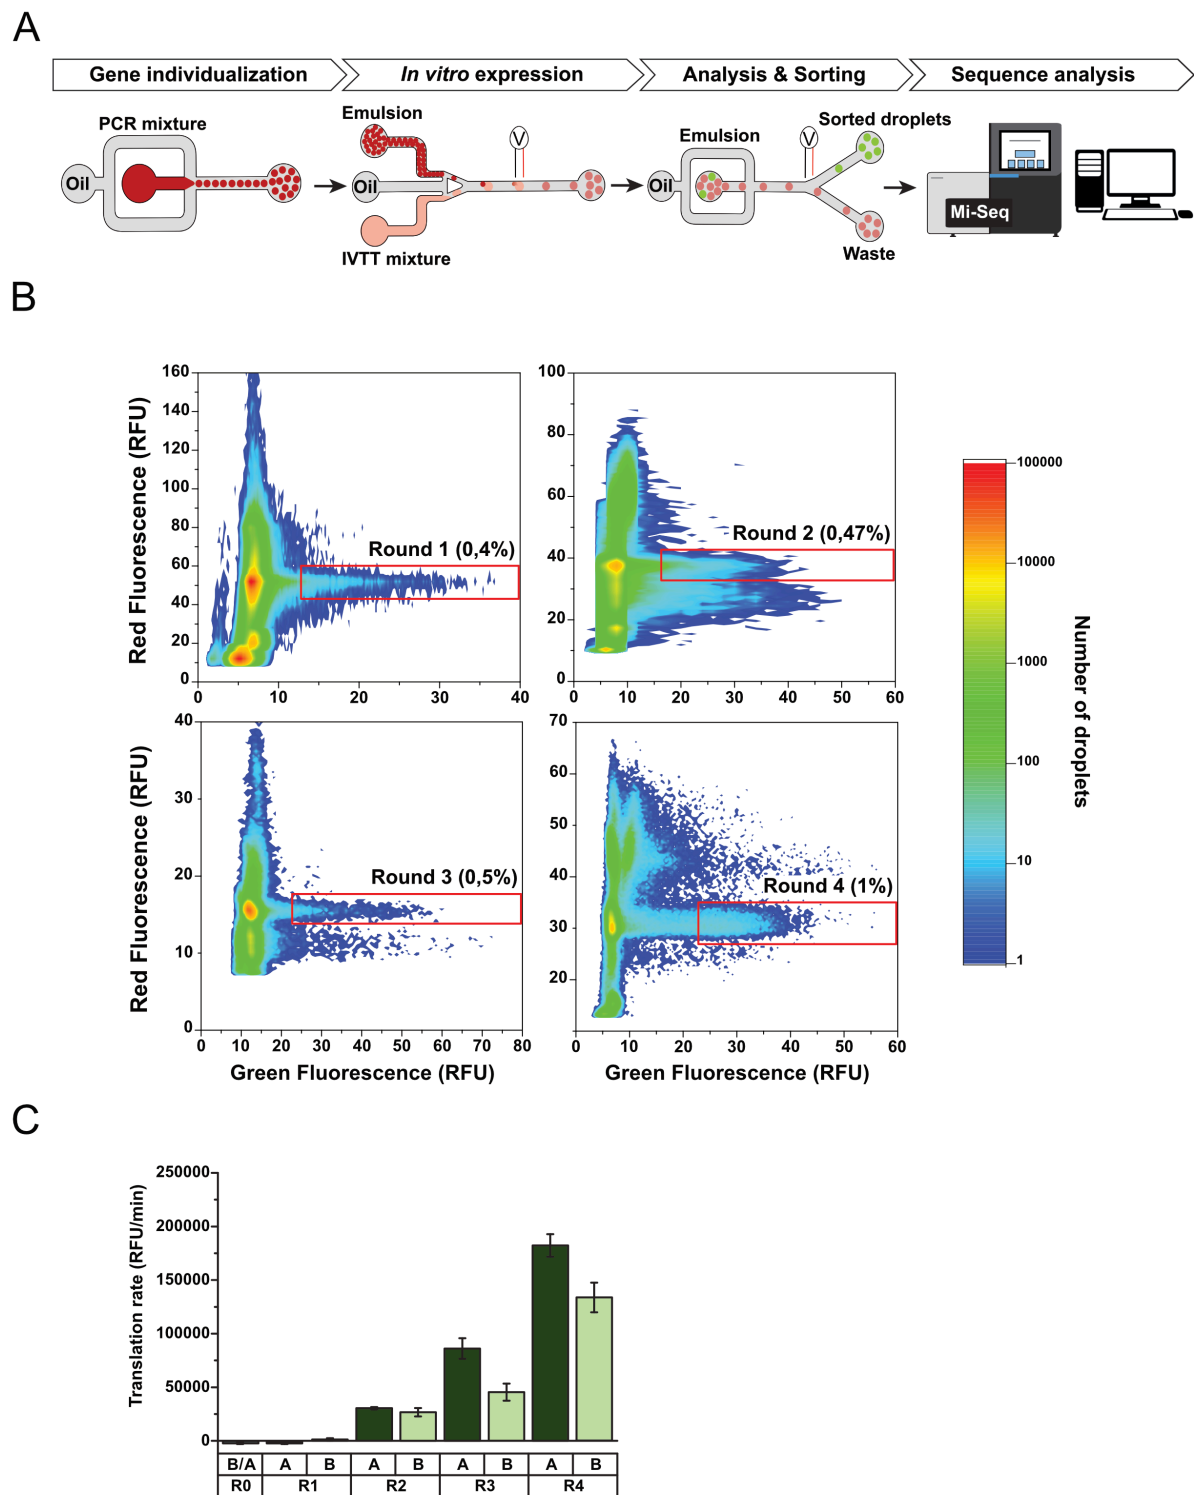 A
Gene individualization
In vitro expression
Analysis & Sorting
Sequence analysis
PCR mixture
Oil
Emulsion
V
Oil
IVTT mixture
Emulsion
V
Sorted droplets
Oil
Waste
Mi-Seq
B
Red Fluorescence (RFU)
160
140
120
100
80
60
40
20
0
0 10 20 30 40
Round 1 (0,4%)
100
80
60
40
20
0
0 10 20 30 40 50 60
Round 2 (0,47%)
Red Fluorescence (RFU)
40
30
20
10
0
0 10 20 30 40 50 60 70 80
Round 3 (0,5%)
Green Fluorescence (RFU)
70
60
50
40
30
20
0 10 20 30 40 50 60
Round 4 (1%)
Green Fluorescence (RFU)
100000
10000
1000
100
10
1
Number of droplets
C
Translation rate (RFU/min)
250000
200000
150000
100000
50000
0
B/A A B A B A B A B
R0 R1 R2 R3 R4